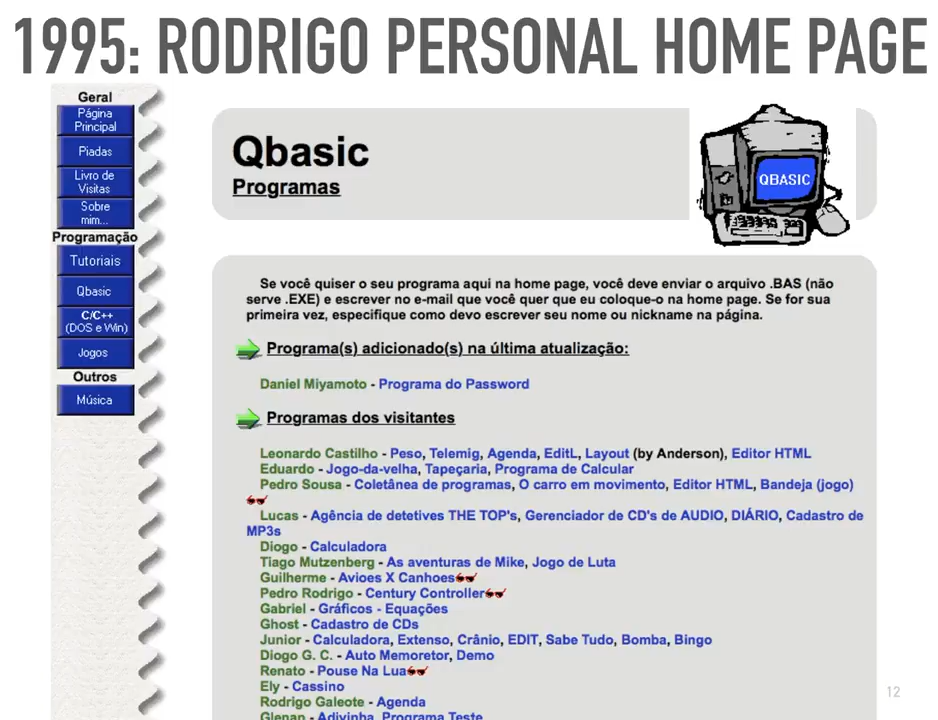 1995: RODRIGO PERSONAL HOME PAGE
Geral
Página
Principal
Piadas
Livro de
Visitas
Sobre
mim...
Programação
Tutoriais
Qbasic
C/C++
(DOS e Win)
Jogos
Outros
Música
Qbasic
Programas
QBASIC
Se você quiser o seu programa aqui na home page, você deve enviar o arquivo .BAS (não
serve .EXE) e escrever no e-mail que você quer que eu coloque-o na home page. Se for sua
primeira vez, especifique como devo escrever seu nome ou nickname na página.
Programa(s) adicionado(s) na última atualização:
Daniel Miyamoto - Programa do Password
Programas dos visitantes
Leonardo Castilho - Peso, Telemig, Agenda, EditL, Layout (by Anderson), Editor HTML
Eduardo - Jogo-da-velha, Tapeçaria, Programa de Calcular
Pedro Sousa - Coletânea de programas, O carro em movimento, Editor HTML, Bandeja (jogo)
Lucas - Agência de detetives THE TOP's, Gerenciador de CD's de AUDIO, DIÁRIO, Cadastro de
MP3s
Diogo - Calculadora
Tiago Mutzenberg - As aventuras de Mike, Jogo de Luta
Guilherme - Avioes X Canhoes
Pedro Rodrigo - Century Controller
Gabriel - Gráficos - Equações
Ghost - Cadastro de CDs
Junior - Calculadora, Extenso, Crânio, EDIT, Sabe Tudo, Bomba, Bingo
Diogo G. C. - Auto Memoretor, Demo
Renato - Pouse Na Lua
Ely - Cassino
Rodrigo Galeote - Agenda
Glenan - Adivinha, Programa Teste
12